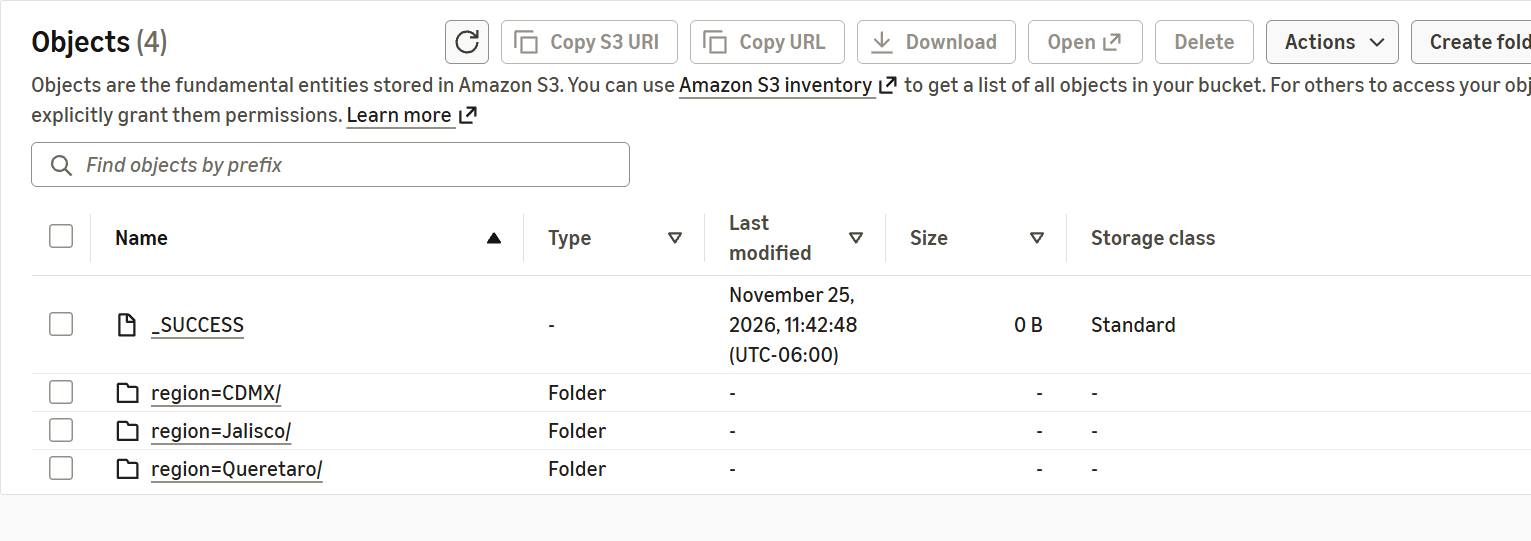 Objects (4)
Copy S3 URI
Copy URL
Download
Open
Delete
Actions
Create fold
Objects are the fundamental entities stored in Amazon S3. You can use Amazon S3 inventory to get a list of all objects in your bucket. For others to access your obj
explicitly grant them permissions. Learn more
Find objects by prefix
Name
Type
Last
modified
Size
Storage class
_SUCCESS
-
November 25,
2026, 11:42:48
(UTC-06:00)
0 B
Standard
region=CDMX/
Folder
-
-
-
region=Jalisco/
Folder
-
-
-
region=Queretaro/
Folder
-
-
-